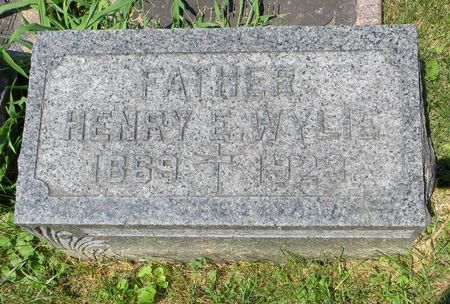 FATHER
HENRY E. WYLIE
1869 † 1923